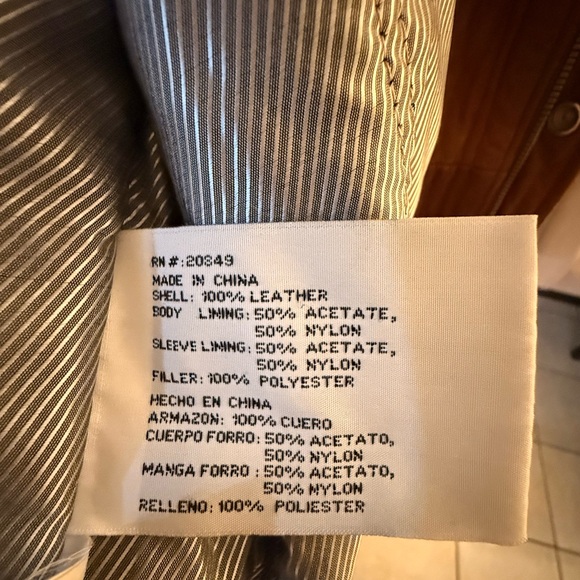 RN #:20349
MADE IN CHINA
SHELL: 100% LEATHER
BODY LINING: 50% ACETATE,
50% NYLON
SLEEVE LINING: 50% ACETATE,
50% NYLON
FILLER: 100% POLYESTER
HECHO EN CHINA
ARMAZON: 100% CUERO
CUERPO FORRO: 50% ACETATO,
50% NYLON
MANGA FORRO: 50% ACETATO,
50% NYLON
RELLENO: 100% POLIESTER